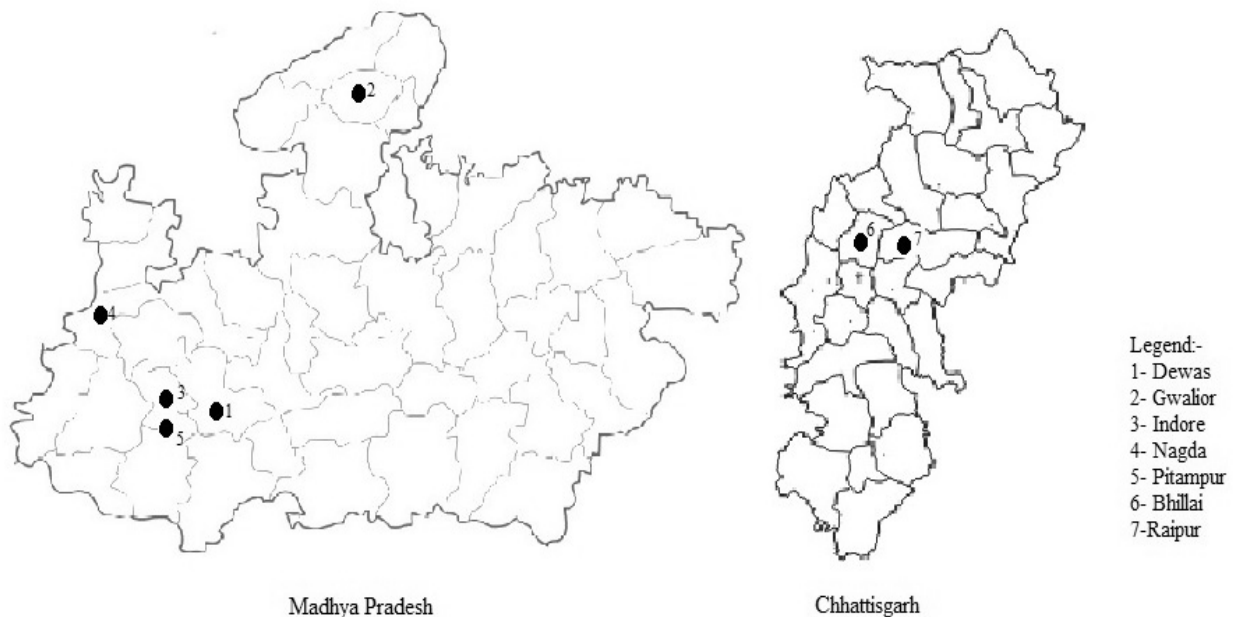 2
6
7
4
3
1
5
Legend:-
1- Dewas
2- Gwalior
3- Indore
4- Nagda
5- Pitampur
6- Bhillai
7-Raipur
Madhya Pradesh
Chhattisgarh